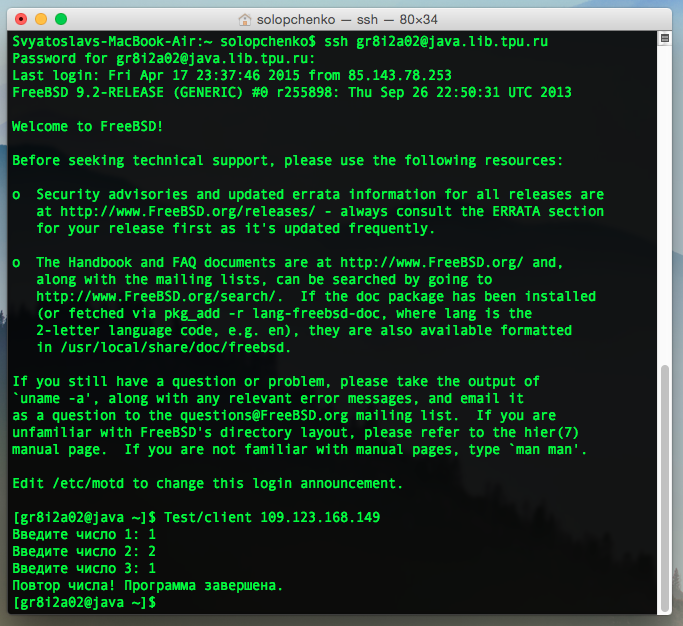 solopchenko — ssh — 80×34
Svyatoslavs-MacBook-Air:~ solopchenko$ ssh gr8i2a02@java.lib.tpu.ru
Password for gr8i2a02@java.lib.tpu.ru:
Last login: Fri Apr 17 23:37:46 2015 from 85.143.78.253
FreeBSD 9.2-RELEASE (GENERIC) #0 r255898: Thu Sep 26 22:50:31 UTC 2013
Welcome to FreeBSD!
Before seeking technical support, please use the following resources:
o  Security advisories and updated errata information for all releases are
   at http://www.FreeBSD.org/releases/ - always consult the ERRATA section
   for your release first as it's updated frequently.
o  The Handbook and FAQ documents are at http://www.FreeBSD.org/ and,
   along with the mailing lists, can be searched by going to
   http://www.FreeBSD.org/search/.  If the doc package has been installed
   (or fetched via pkg_add -r lang-freebsd-doc, where lang is the
   2-letter language code, e.g. en), they are also available formatted
   in /usr/local/share/doc/freebsd.
If you still have a question or problem, please take the output of
`uname -a', along with any relevant error messages, and email it
as a question to the questions@FreeBSD.org mailing list.  If you are
unfamiliar with FreeBSD's directory layout, please refer to the hier(7)
manual page.  If you are not familiar with manual pages, type `man man'.
Edit /etc/motd to change this login announcement.
[gr8i2a02@java ~]$ Test/client 109.123.168.149
Введите число 1: 1
Введите число 2: 2
Введите число 3: 1
Повтор числа! Программа завершена.
[gr8i2a02@java ~]$